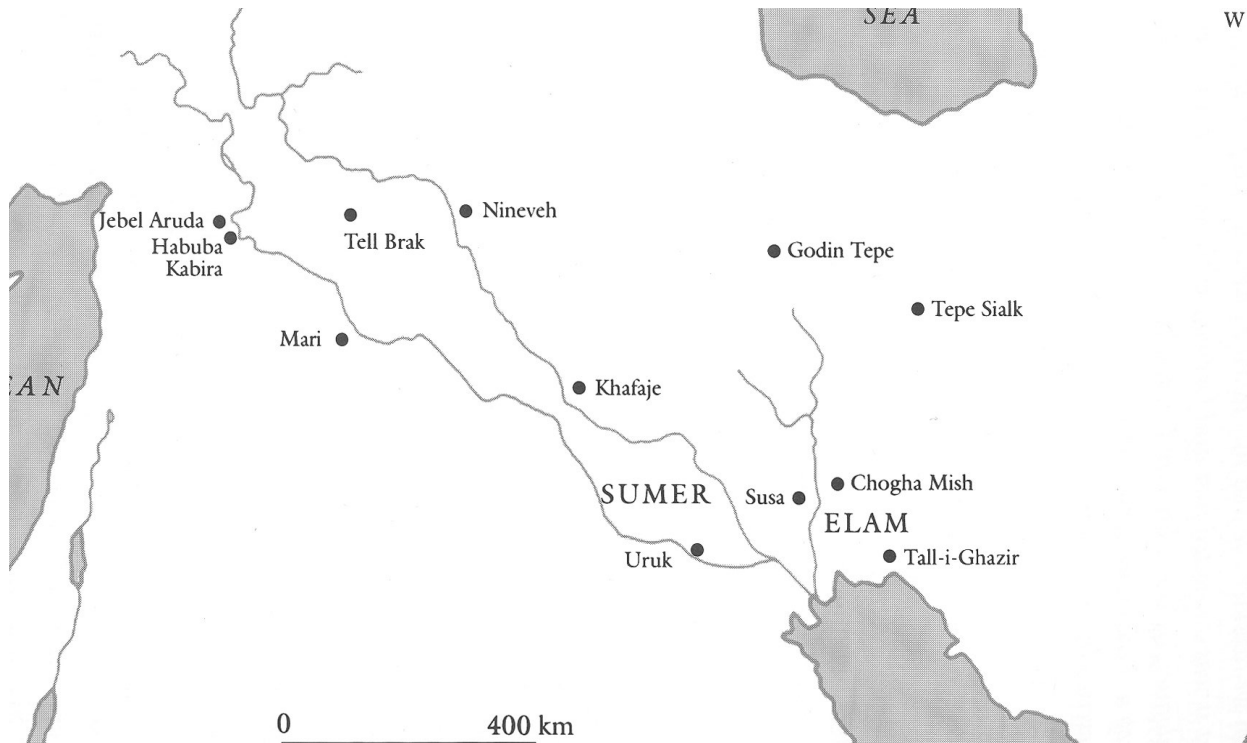 SEA
W
Jebel Aruda
Habuba
Kabira
Tell Brak
Nineveh
Godin Tepe
Tepe Sialk
Mari
EAN
Khafaje
SUMER
Susa
Chogha Mish
ELAM
Uruk
Tall-i-Ghazir
0
400 km